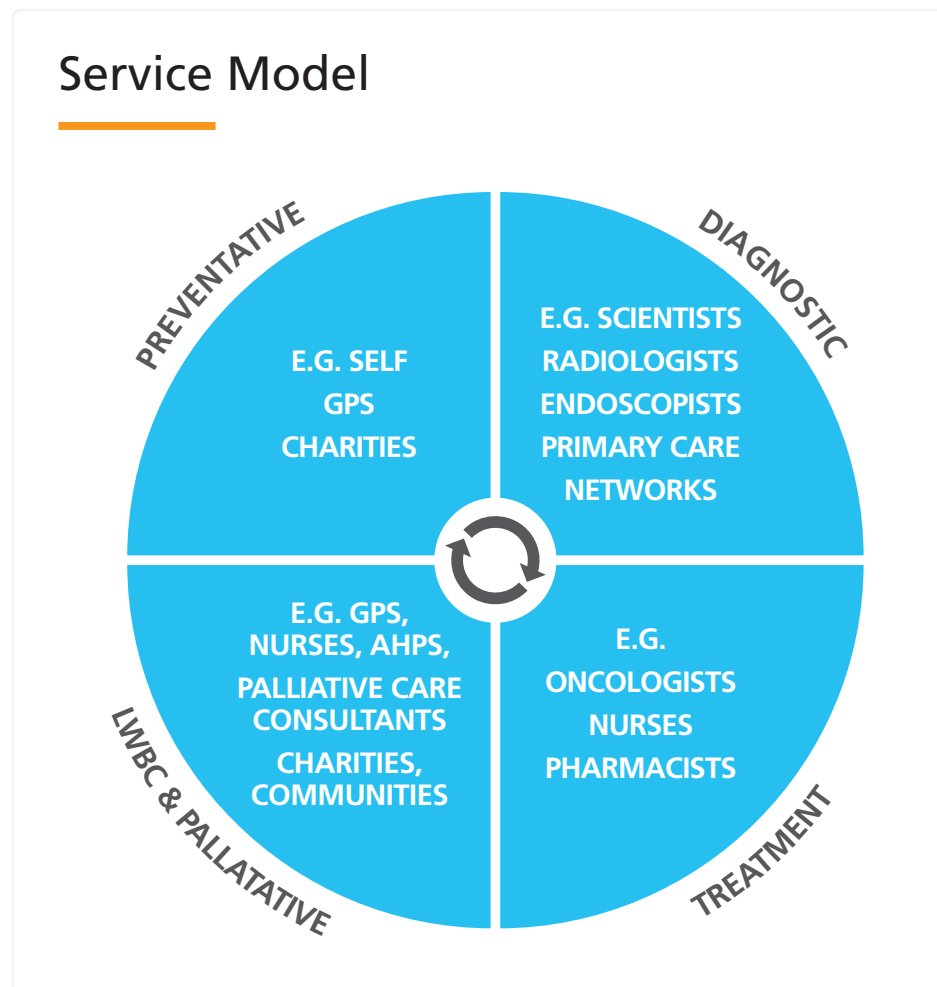 Service Model
PREVENTATIVE
E.G. SELF
GPS
CHARITIES
DIAGNOSTIC
E.G. SCIENTISTS
RADIOLOGISTS
ENDOSCOPISTS
PRIMARY CARE
NETWORKS
LWBC & PALLATATIVE
E.G. GPS,
NURSES, AHPS,
PALLIATIVE CARE
CONSULTANTS
CHARITIES,
COMMUNITIES
E.G.
ONCOLOGISTS
NURSES
PHARMACISTS
TREATMENT